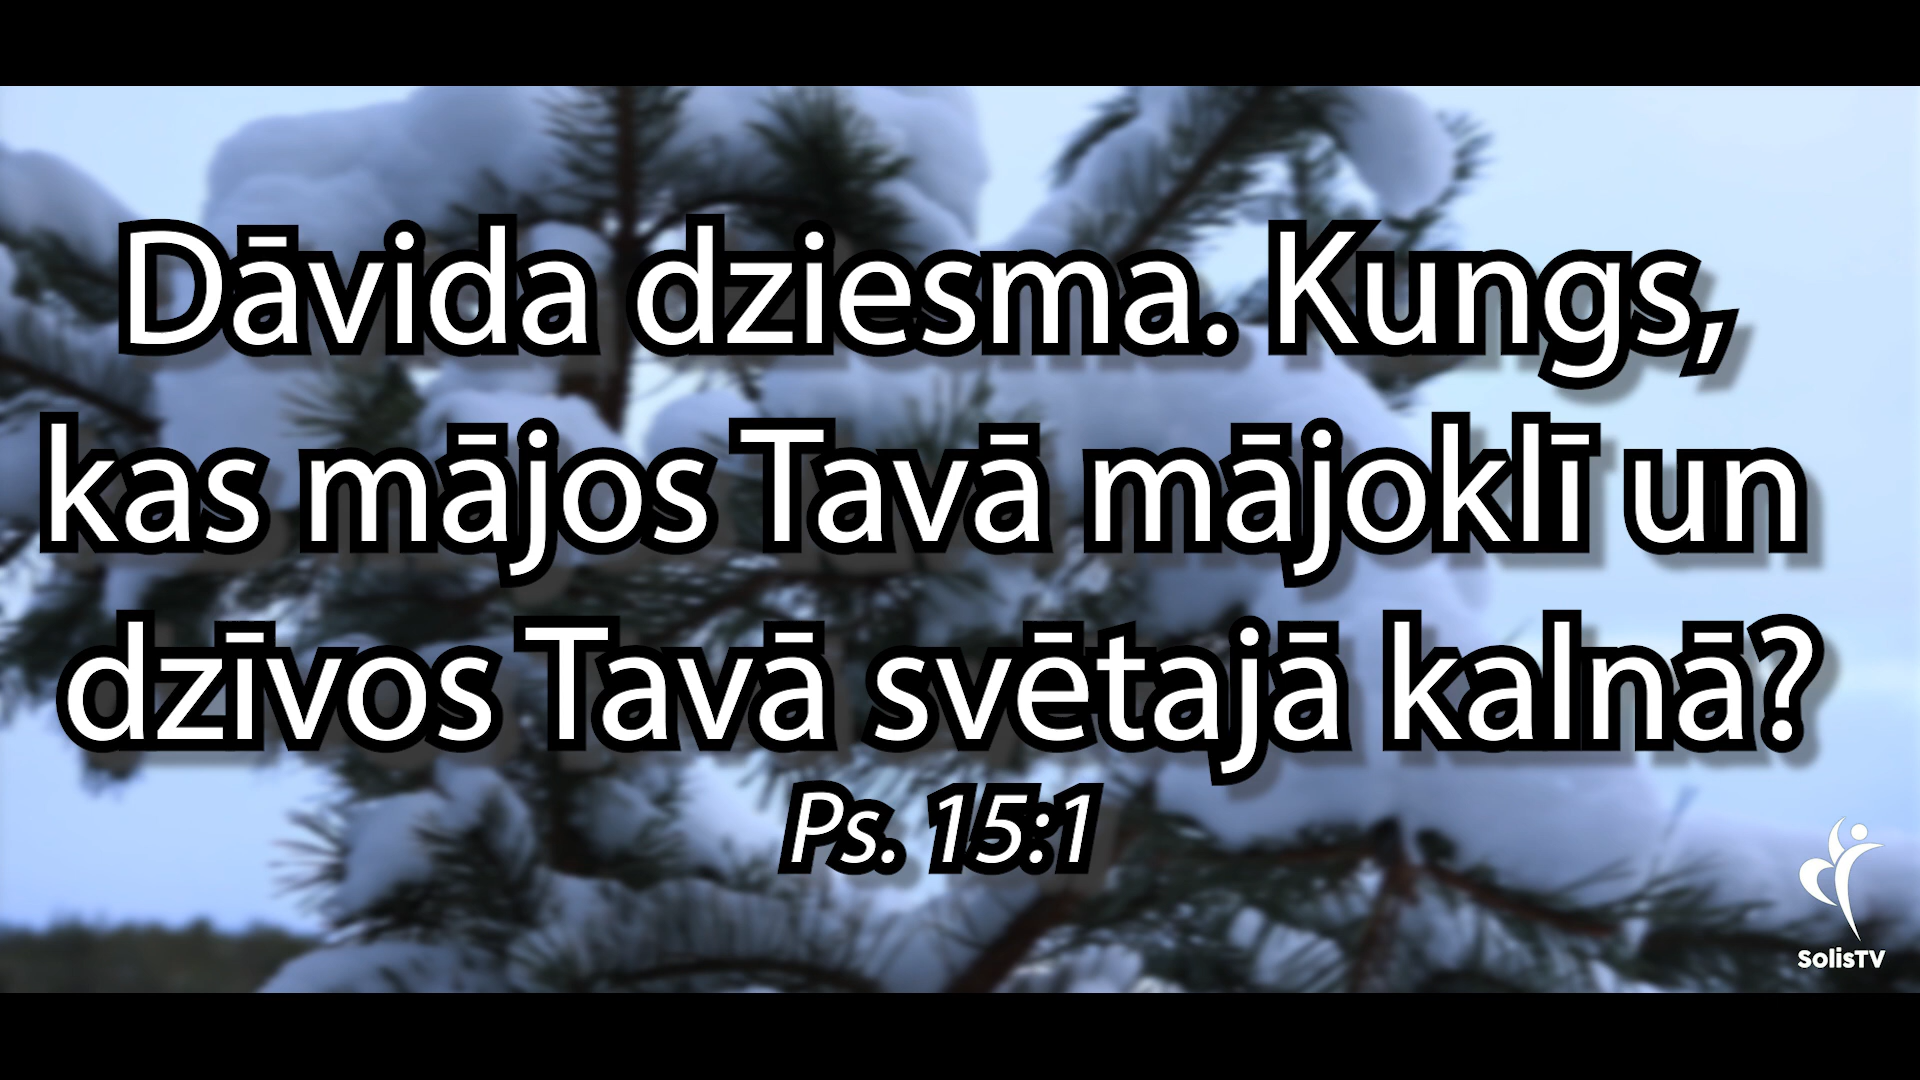 Dāvida dziesma. Kungs,
kas mājos Tavā mājoklī un
dzīvos Tavā svētajā kalnā?
Ps. 15:1
SolisTV